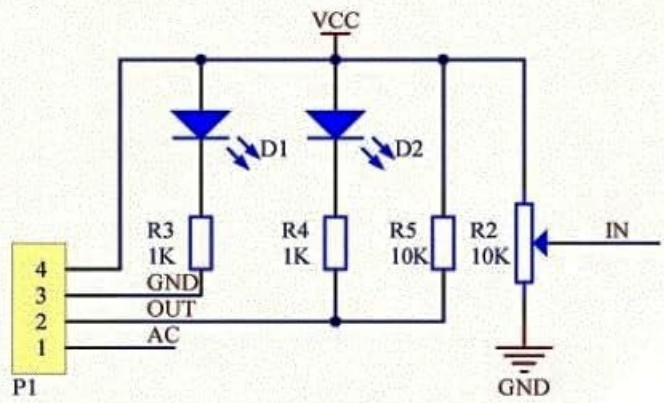 VCC
D1
D2
R3
1K
R4
1K
R5
10K
R2
10K
IN
4
3
2
1
GND
OUT
AC
P1
GND